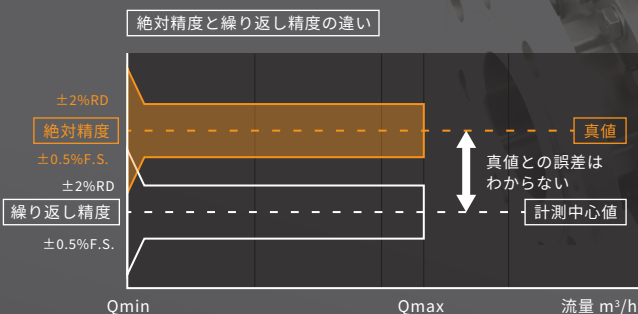 絶対精度と繰り返し精度の違い
±2%RD
絶対精度
真値
±0.5%F.S.
真値との誤差は
わからない
±2%RD
繰り返し精度
計測中心値
±0.5%F.S.
Qmin
Qmax
流量 m³/h